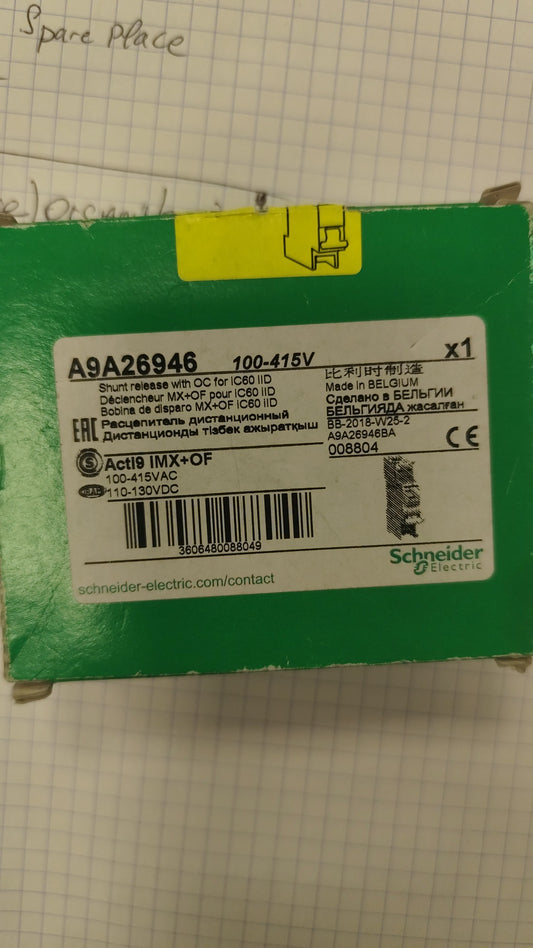 Spare Place
A9A26946 100-415V x1
Shunt release with OC for iC60 IID
Déclencheur MX+OF pour iC60 IID
Bobina de disparo MX+OF iC60 IID
EAC Расцепитель дистанционный
Дистанционды тізбек ажыратқыш
比利时制造
Made in BELGIUM
Сделано в БЕЛЬГИИ
БЕЛЬГИЯДА жасалған
BB-2018-W25-2
A9A26946BA
008804
CE
S Acti9 IMX+OF
100-415VAC
110-130VDC
3606480088049
Schneider
Electric
schneider-electric.com/contact